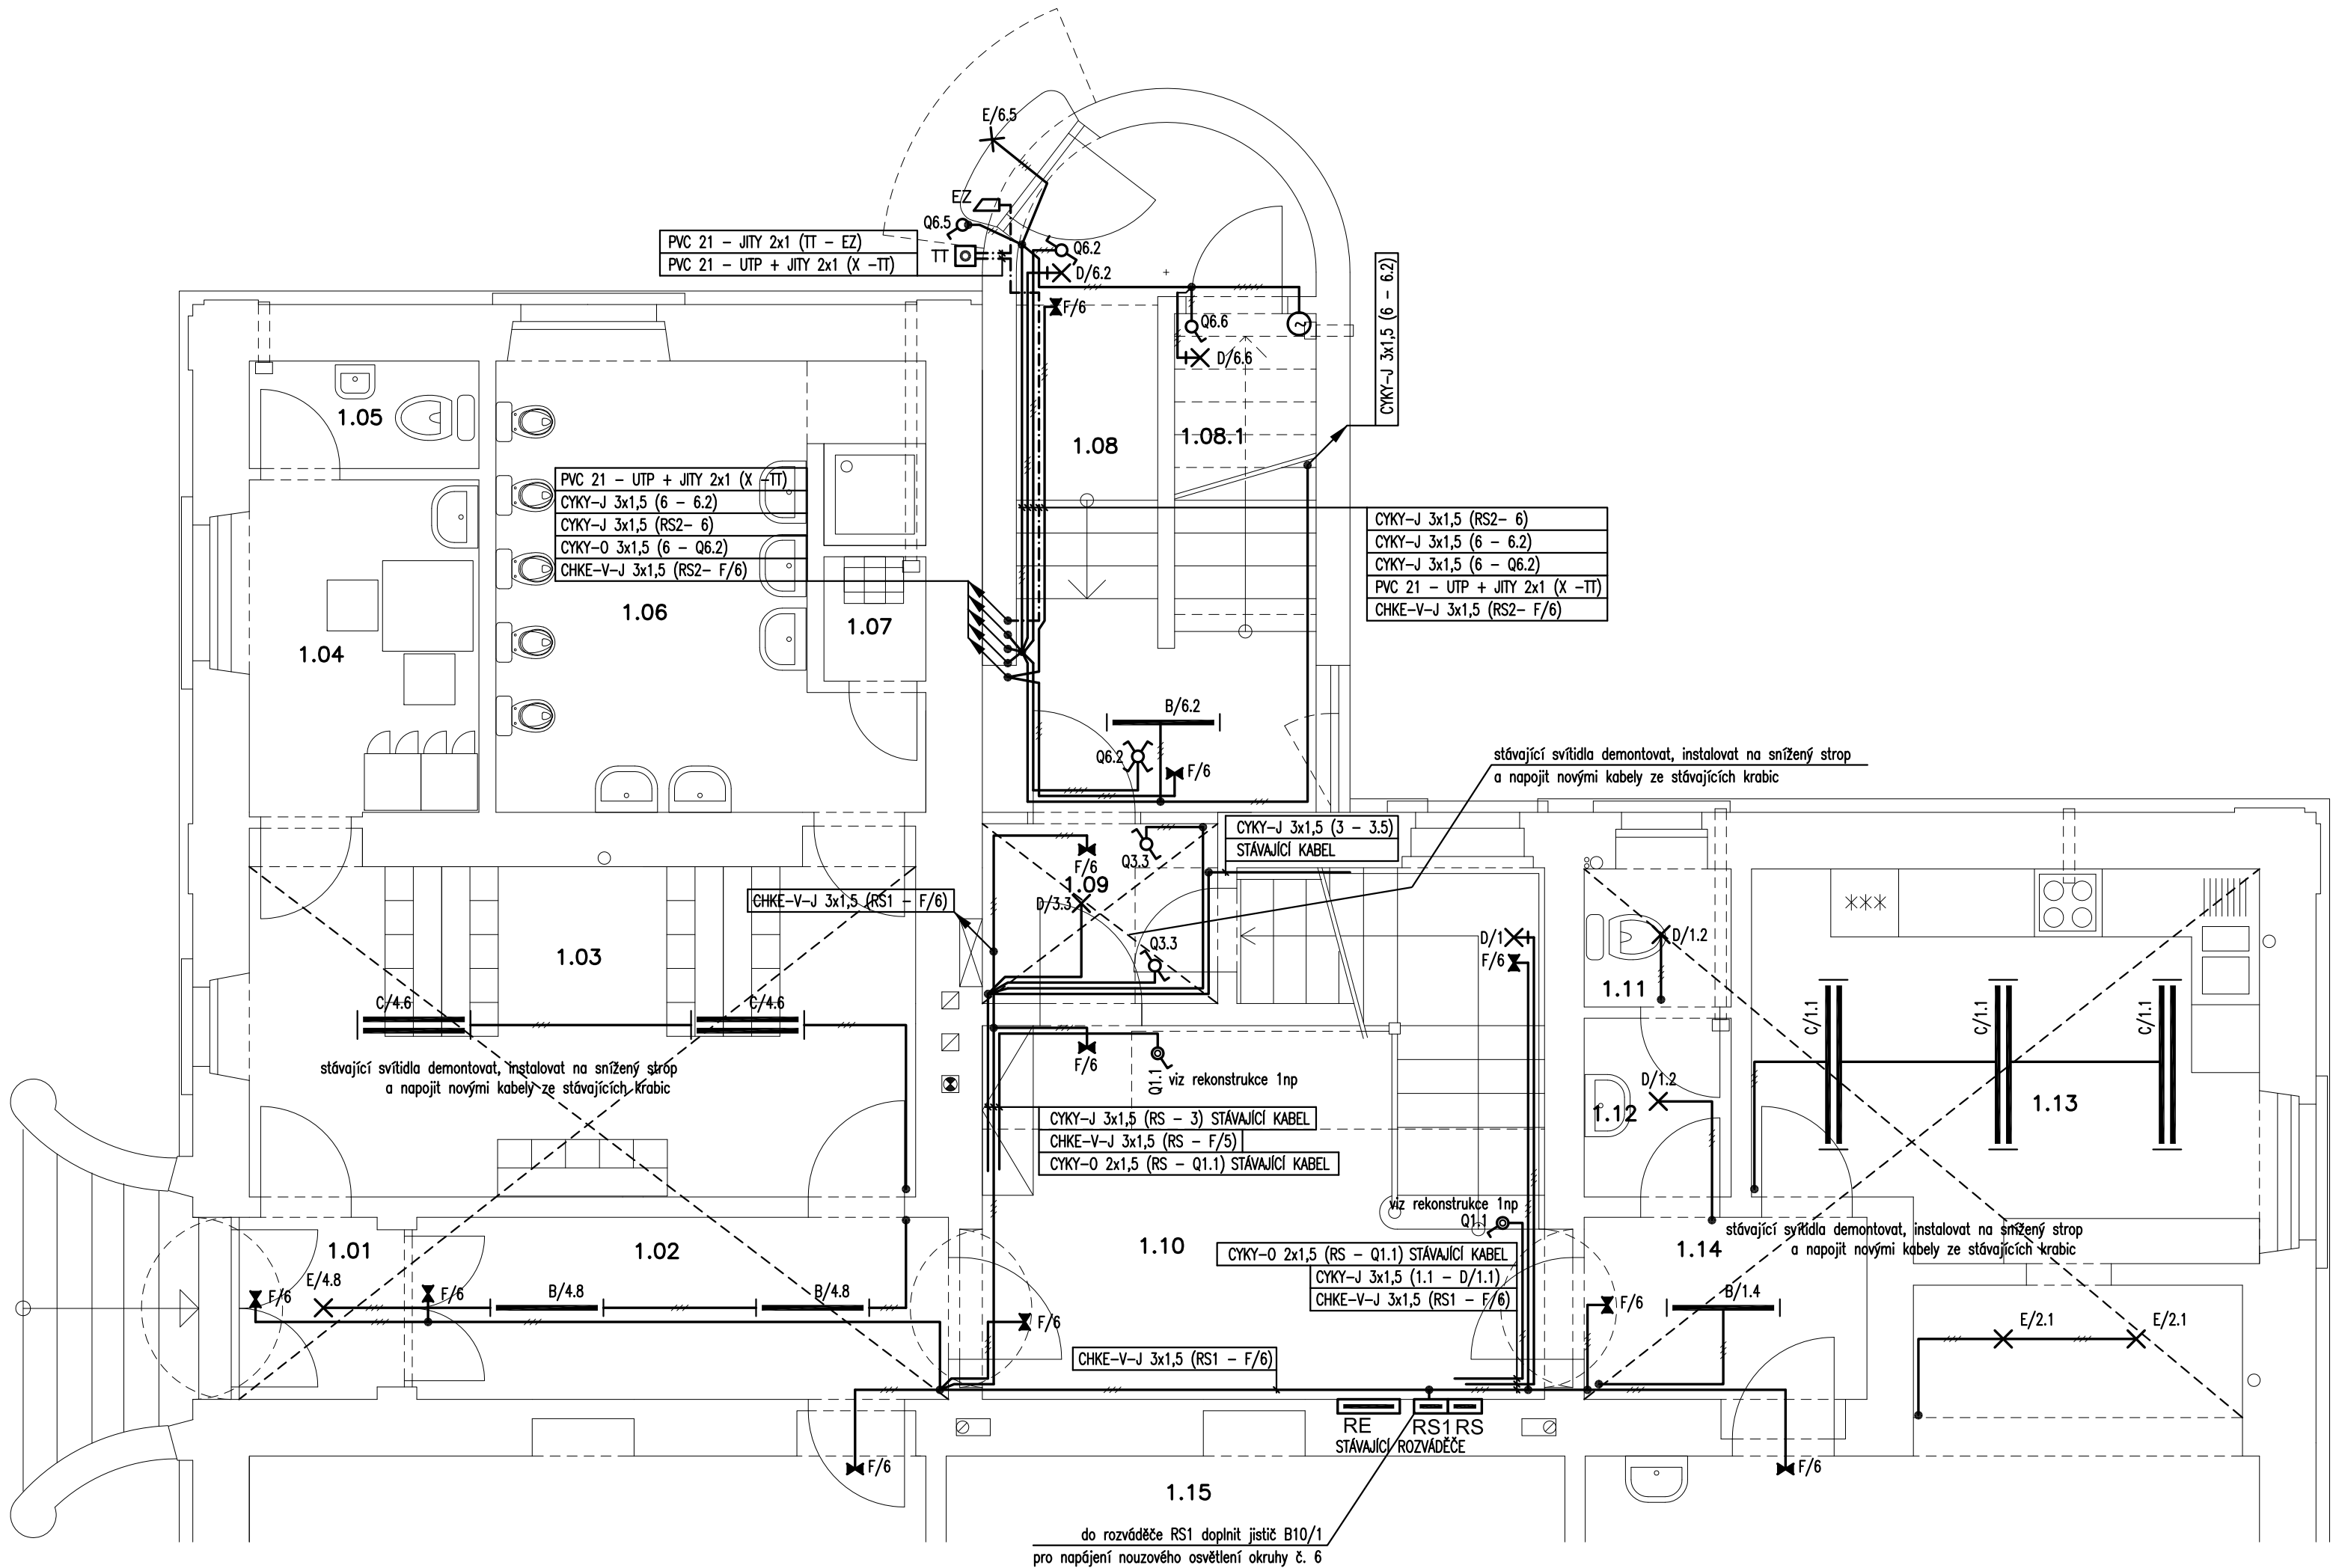 E/6.5
EZ
Q6.5
Q6.2
TT
D/6.2
PVC 21 - JITY 2x1 (TT - EZ)
PVC 21 - UTP + JITY 2x1 (X -TT)
F/6
Q6.6
D/6.6
CYKY-J 3x1,5 (6 - 6.2)
1.05
1.08
1.08.1
PVC 21 - UTP + JITY 2x1 (X -TT)
CYKY-J 3x1,5 (6 - 6.2)
CYKY-J 3x1,5 (RS2- 6)
CYKY-O 3x1,5 (6 - Q6.2)
CHKE-V-J 3x1,5 (RS2- F/6)
CYKY-J 3x1,5 (RS2- 6)
CYKY-J 3x1,5 (6 - 6.2)
CYKY-J 3x1,5 (6 - Q6.2)
PVC 21 - UTP + JITY 2x1 (X -TT)
CHKE-V-J 3x1,5 (RS2- F/6)
1.04
1.06
1.07
B/6.2
Q6.2
F/6
stávající svítidla demontovat, instalovat na snížený strop
a napojit novými kabely ze stávajících krabic
CYKY-J 3x1,5 (3 - 3.5)
STÁVAJÍCÍ KABEL
F/6
Q3.3
1.09
D/3.3
Q3.3
CHKE-V-J 3x1,5 (RS1 - F/6)
D/1
F/6
D/1.2
1.11
1.03
C/4.6
C/4.6
stávající svítidla demontovat, instalovat na snížený strop
a napojit novými kabely ze stávajících krabic
F/6
Q1.1
viz rekonstrukce 1np
CYKY-J 3x1,5 (RS - 3) STÁVAJÍCÍ KABEL
CHKE-V-J 3x1,5 (RS - F/5)
CYKY-O 2x1,5 (RS - Q1.1) STÁVAJÍCÍ KABEL
C/1.1
C/1.1
C/1.1
D/1.2
1.12
1.13
viz rekonstrukce 1np
Q1.1
stávající svítidla demontovat, instalovat na snížený strop
a napojit novými kabely ze stávajících krabic
1.01
1.02
1.10
1.14
CYKY-O 2x1,5 (RS - Q1.1) STÁVAJÍCÍ KABEL
CYKY-J 3x1,5 (1.1 - D/1.1)
CHKE-V-J 3x1,5 (RS1 - F/6)
F/6
E/4.8
F/6
B/4.8
B/4.8
F/6
F/6
B/1.4
E/2.1
E/2.1
CHKE-V-J 3x1,5 (RS1 - F/6)
RE
RS1
RS
STÁVAJÍCÍ ROZVÁDĚČE
F/6
F/6
1.15
do rozváděče RS1 doplnit jistič B10/1
pro napájení nouzového osvětlení okruhy č. 6